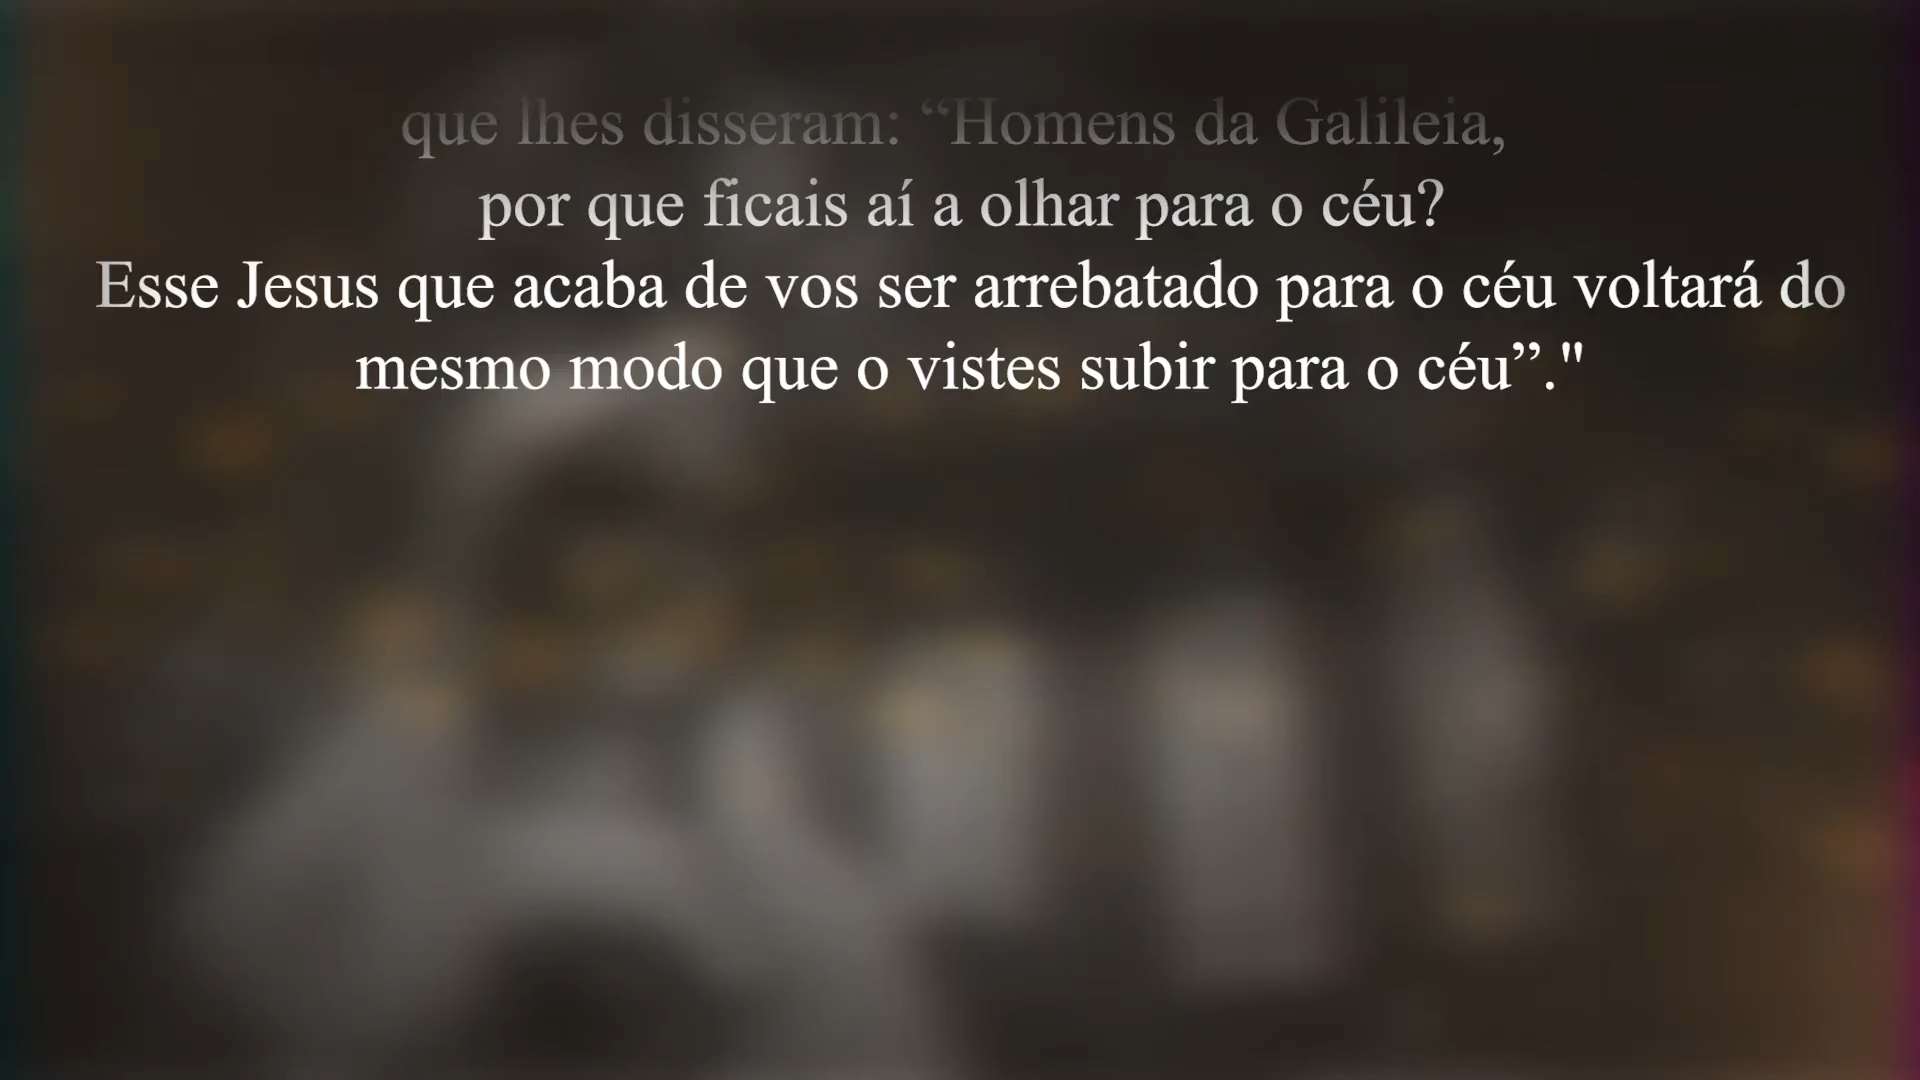 que lhes disseram: “Homens da Galileia,
por que ficais aí a olhar para o céu?
Esse Jesus que acaba de vos ser arrebatado para o céu voltará do
mesmo modo que o vistes subir para o céu”."